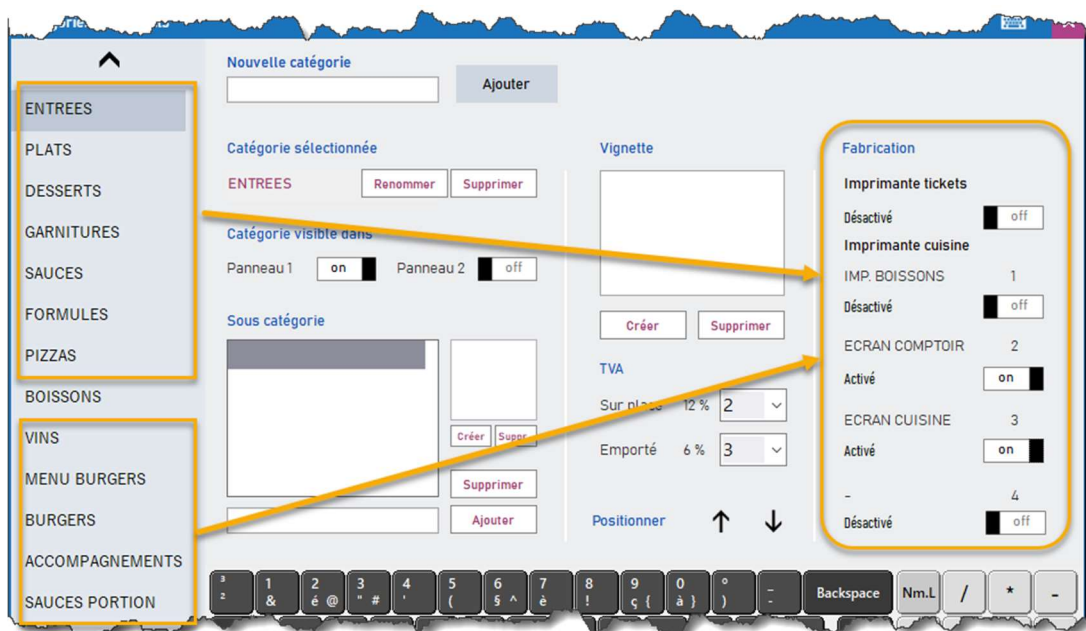 Nouvelle catégorie
Ajouter
ENTREES
PLATS
DESSERTS
GARNITURES
SAUCES
FORMULES
PIZZAS
BOISSONS
VINS
MENU BURGERS
BURGERS
ACCOMPAGNEMENTS
SAUCES PORTION
Catégorie sélectionnée
ENTREES Renommer Supprimer
Catégorie visible dans
Panneau 1 on Panneau 2 off
Sous catégorie
Créer Suppr
Supprimer
Ajouter
Vignette
Créer Supprimer
TVA
Sur place 12 % 2
Emporté 6 % 3
Positionner ↑ ↓
Fabrication
Imprimante tickets
Désactivé off
Imprimante cuisine
IMP. BOISSONS 1
Désactivé off
ECRAN COMPTOIR 2
Activé on
ECRAN CUISINE 3
Activé on
- 4
Désactivé off
3 1 2 3 4 5 6 7 8 9 0 ° _ Backspace Nm.L / * -
2 & é @ " # ' ( § ^ è ! ç { à } ) -